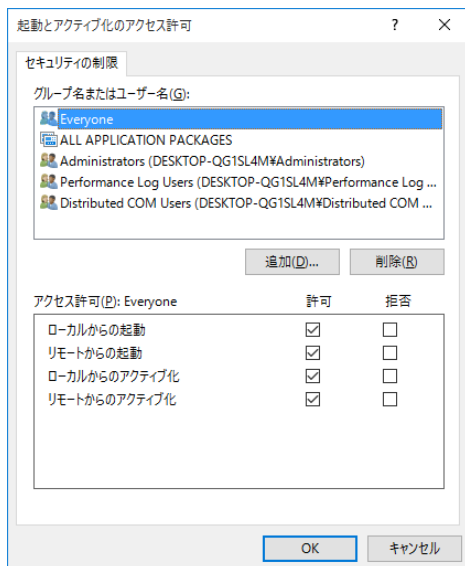 起動とアクティブ化のアクセス許可
?
セキュリティの制限
グループ名またはユーザー名(G):
Everyone
ALL APPLICATION PACKAGES
Administrators (DESKTOP-QG1SL4M¥Administrators)
Performance Log Users (DESKTOP-QG1SL4M¥Performance Log ...
Distributed COM Users (DESKTOP-QG1SL4M¥Distributed COM ...
追加(D)... 削除(R)
アクセス許可(P): Everyone 許可 拒否
ローカルからの起動
リモートからの起動
ローカルからのアクティブ化
リモートからのアクティブ化
OK キャンセル